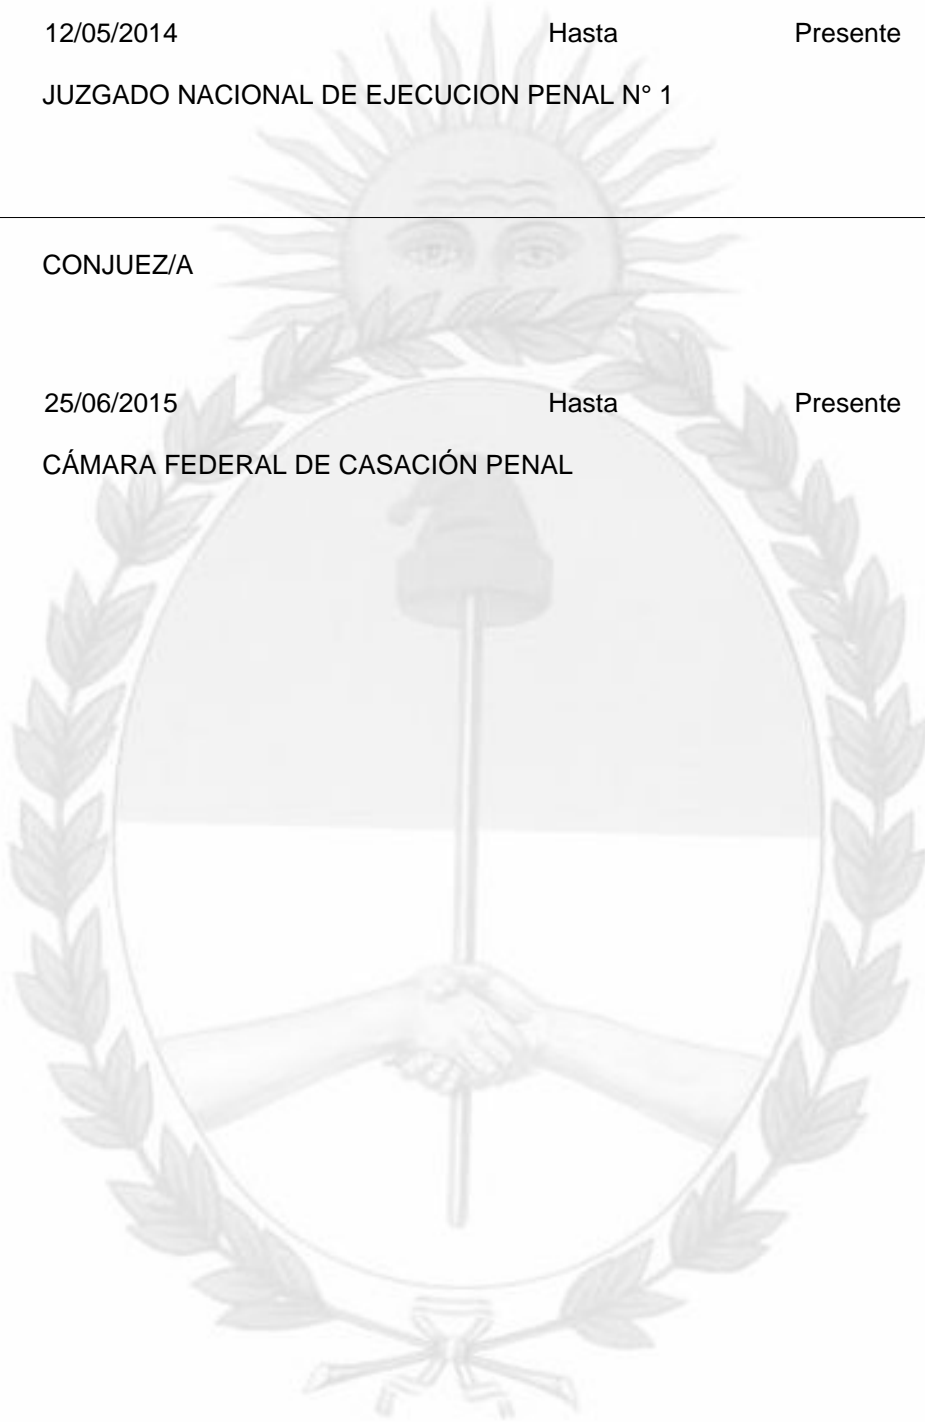 12/05/2014 Hasta Presente
JUZGADO NACIONAL DE EJECUCION PENAL N° 1
CONJUEZ/A
25/06/2015 Hasta Presente
CÁMARA FEDERAL DE CASACIÓN PENAL